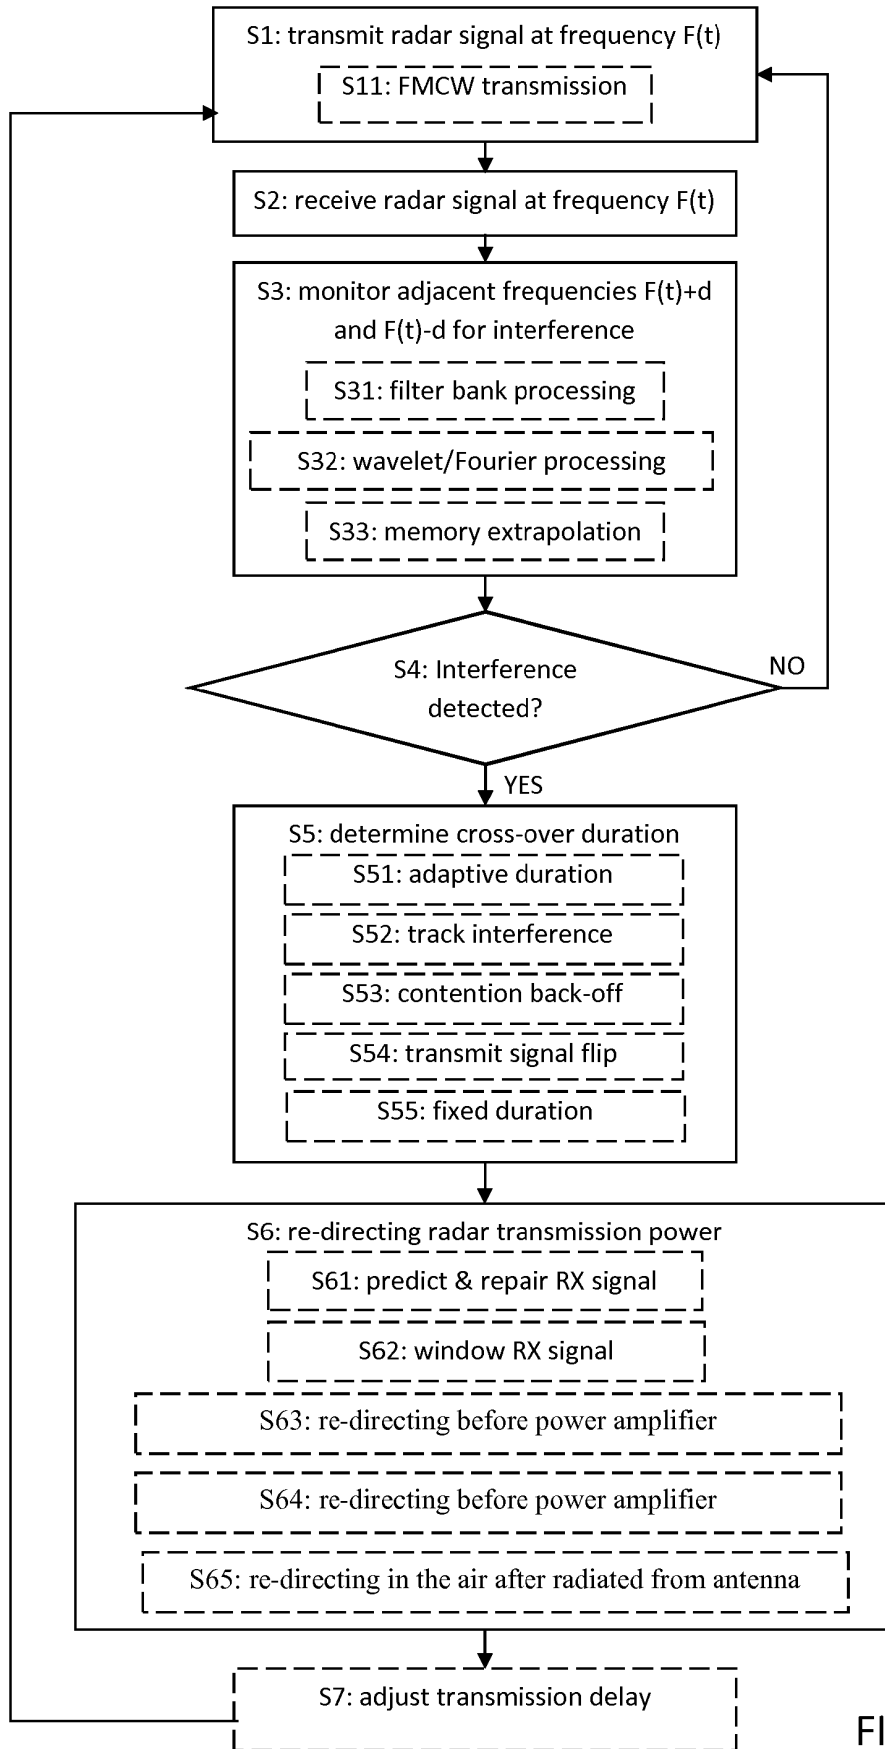 S1: transmit radar signal at frequency F(t)
S11: FMCW transmission
S2: receive radar signal at frequency F(t)
S3: monitor adjacent frequencies F(t)+d
and F(t)-d for interference
S31: filter bank processing
S32: wavelet/Fourier processing
S33: memory extrapolation
S4: Interference
detected?
NO
YES
S5: determine cross-over duration
S51: adaptive duration
S52: track interference
S53: contention back-off
S54: transmit signal flip
S55: fixed duration
S6: re-directing radar transmission power
S61: predict & repair RX signal
S62: window RX signal
S63: re-directing before power amplifier
S64: re-directing before power amplifier
S65: re-directing in the air after radiated from antenna
S7: adjust transmission delay
FI